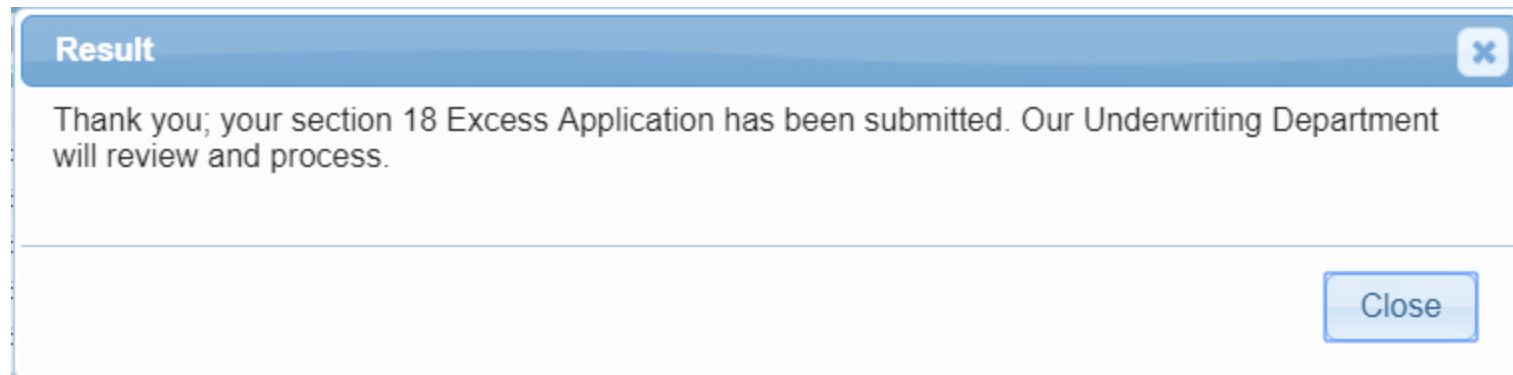 Result
Thank you; your section 18 Excess Application has been submitted. Our Underwriting Department
will review and process.
Close